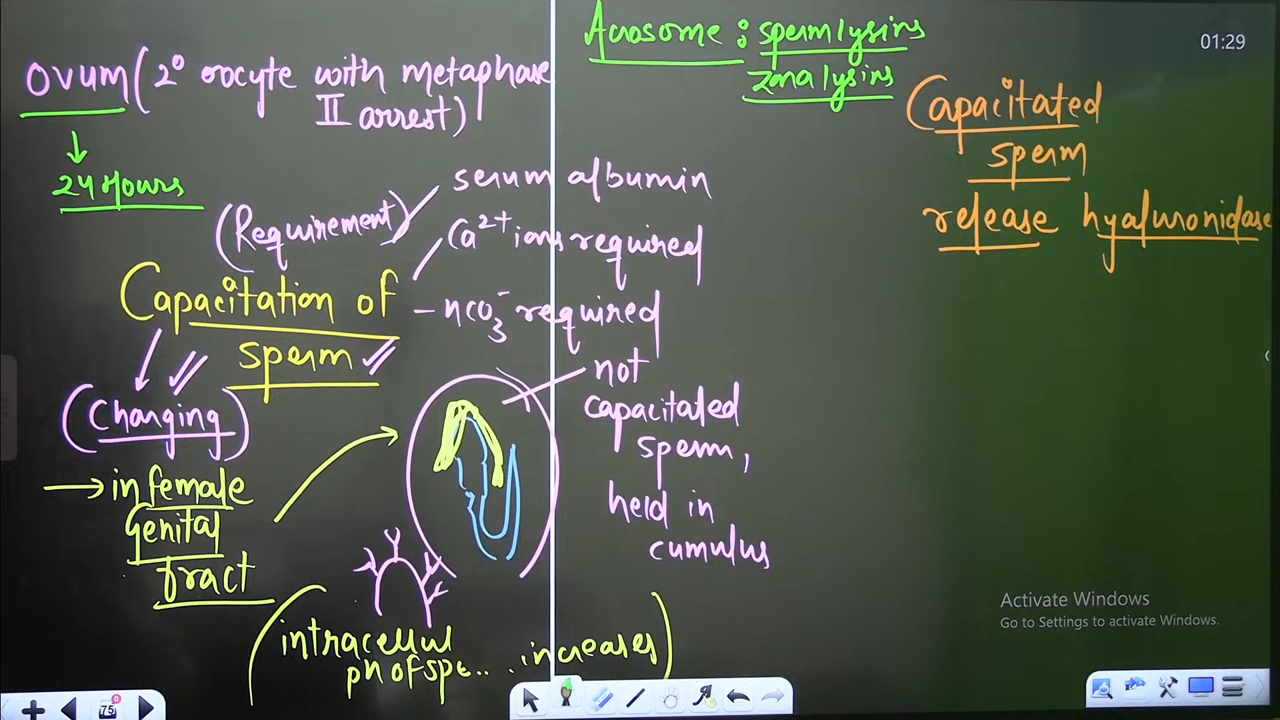 Ovum (2° oocyte with metaphase
II arrest)
24 Hours
(Requirement)
serum albumin
Ca²⁺ ions required
– HCO₃⁻ required
Capacitation of
sperm
(Changing)
→ in female
Genital
tract
not
capacitated
sperm,
held in
cumulus
(intracellul
pH of spe.. .. increases)
Acrosome : spermlysins
zonalysins
01:29
Capacitated
sperm
release hyaluronidase
Activate Windows
Go to Settings to activate Windows.
75
0